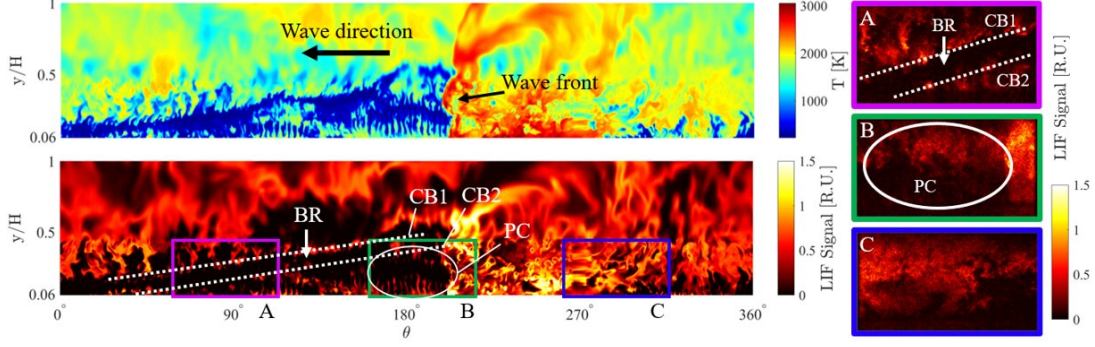 1
y/H
0.5
0.06
Wave direction
Wave front
3000
2000
1000
T [K]
1
y/H
0.5
0.06
BR
CB1
CB2
PC
0°
90°
A
180°
B
270°
C
360°
θ
1.5
1
0.5
0
LIF Signal [R.U.]
A
BR
CB1
CB2
B
PC
C
LIF Signal [R.U.]
1.5
1
0.5
0